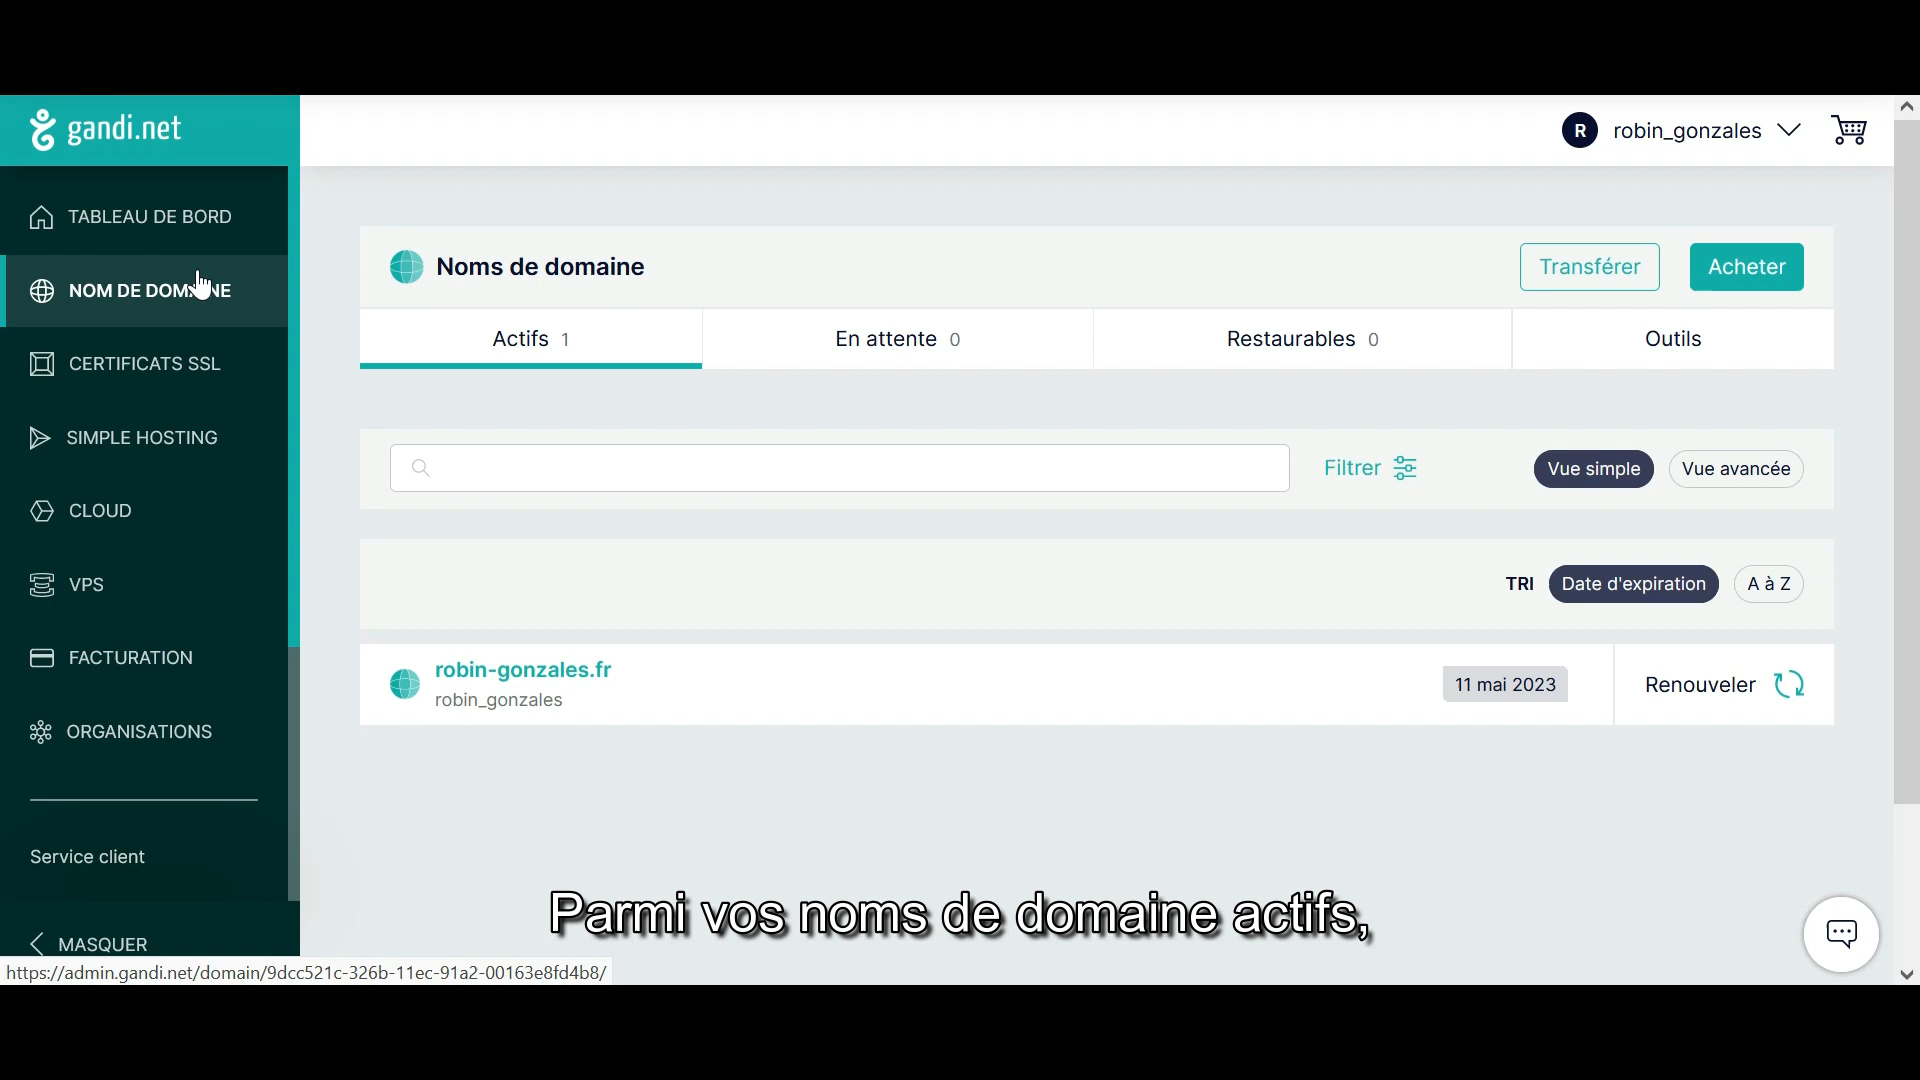 gandi.net
R robin_gonzales
TABLEAU DE BORD
NOM DE DOMAINE
CERTIFICATS SSL
SIMPLE HOSTING
CLOUD
VPS
FACTURATION
ORGANISATIONS
Service client
MASQUER
Noms de domaine
Transférer
Acheter
Actifs 1
En attente 0
Restaurables 0
Outils
Filtrer
Vue simple
Vue avancée
TRI Date d'expiration A à Z
robin-gonzales.fr
robin_gonzales
11 mai 2023
Renouveler
Parmi vos noms de domaine actifs,
https://admin.gandi.net/domain/9dcc521c-326b-11ec-91a2-00163e8fd4b8/